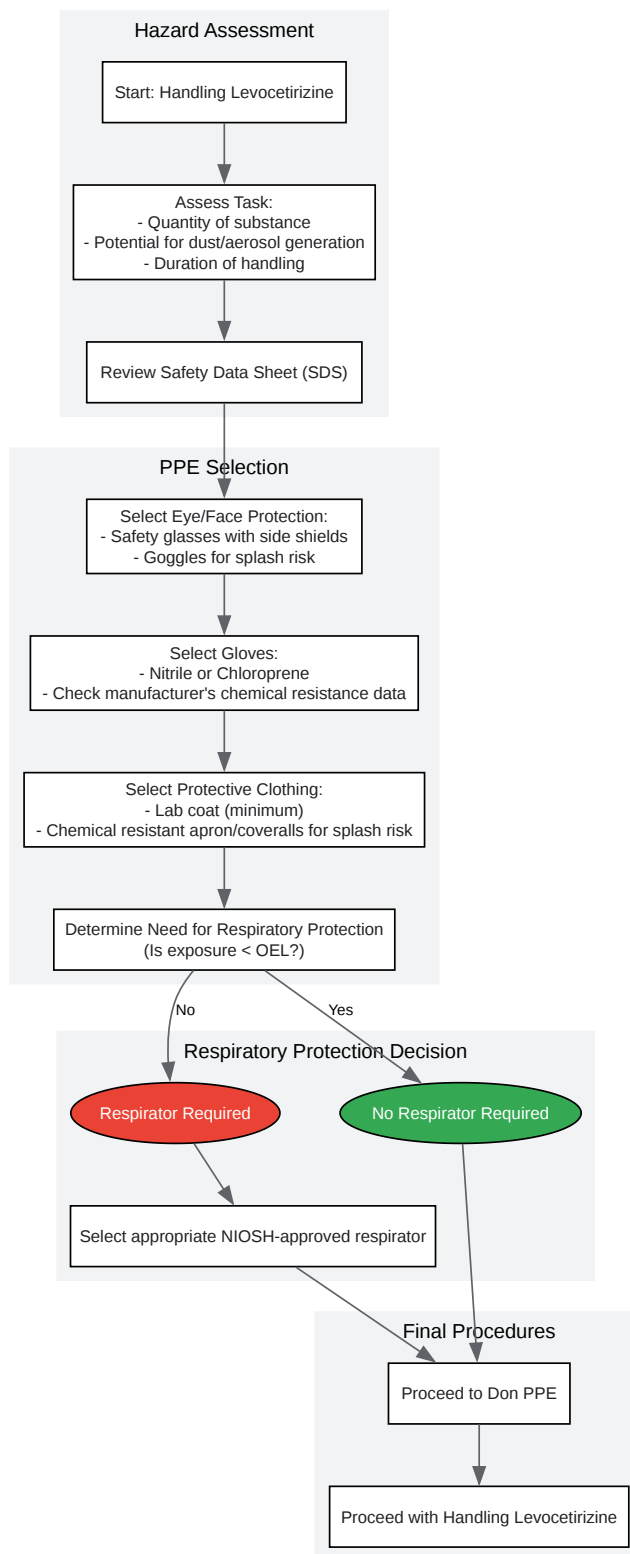 Hazard Assessment
Start: Handling Levocetirizine
Assess Task:
- Quantity of substance
- Potential for dust/aerosol generation
- Duration of handling
Review Safety Data Sheet (SDS)
PPE Selection
Select Eye/Face Protection:
- Safety glasses with side shields
- Goggles for splash risk
Select Gloves:
- Nitrile or Chloroprene
- Check manufacturer's chemical resistance data
Select Protective Clothing:
- Lab coat (minimum)
- Chemical resistant apron/coveralls for splash risk
Determine Need for Respiratory Protection
(Is exposure < OEL?)
No
Yes
Respiratory Protection Decision
Respirator Required
No Respirator Required
Select appropriate NIOSH-approved respirator
Final Procedures
Proceed to Don PPE
Proceed with Handling Levocetirizine